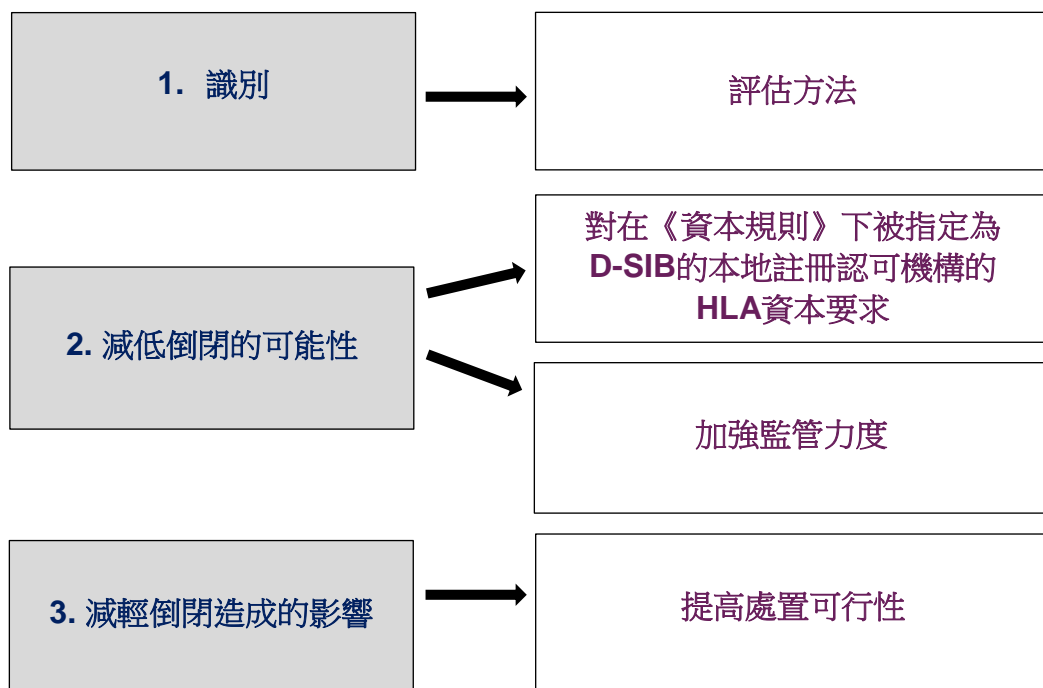 1. 識別
評估方法
對在《資本規則》下被指定為
D-SIB的本地註冊認可機構的
HLA資本要求
2. 減低倒閉的可能性
加強監管力度
3. 減輕倒閉造成的影響
提高處置可行性